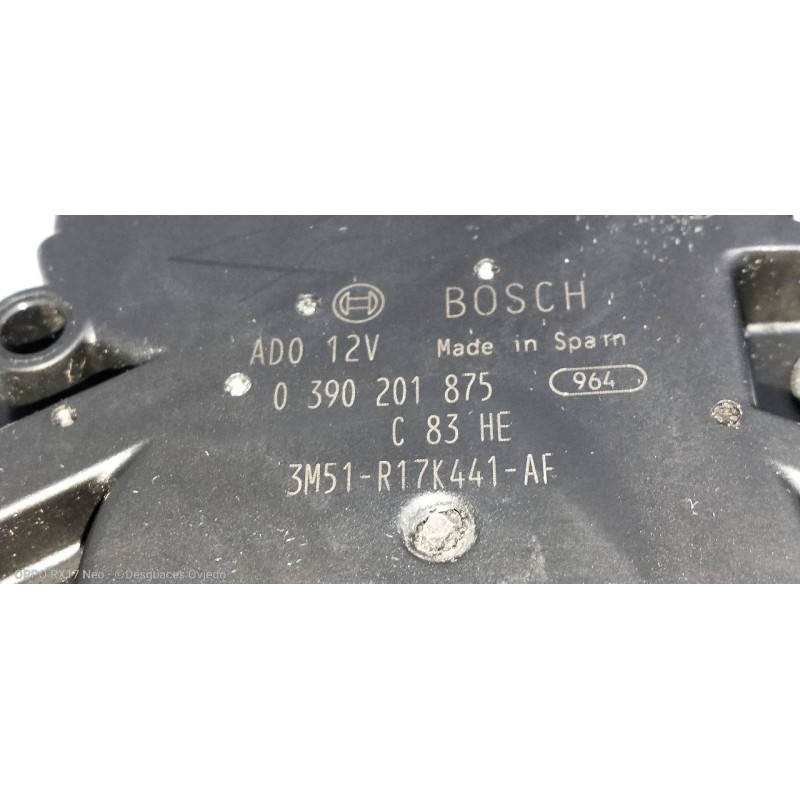 BOSCH
ADO 12V Made in Spain
0 390 201 875 964
C 83 HE
3M51-R17K441-AF
OPPO RX17 Neo - ©Desguaces Oviedo